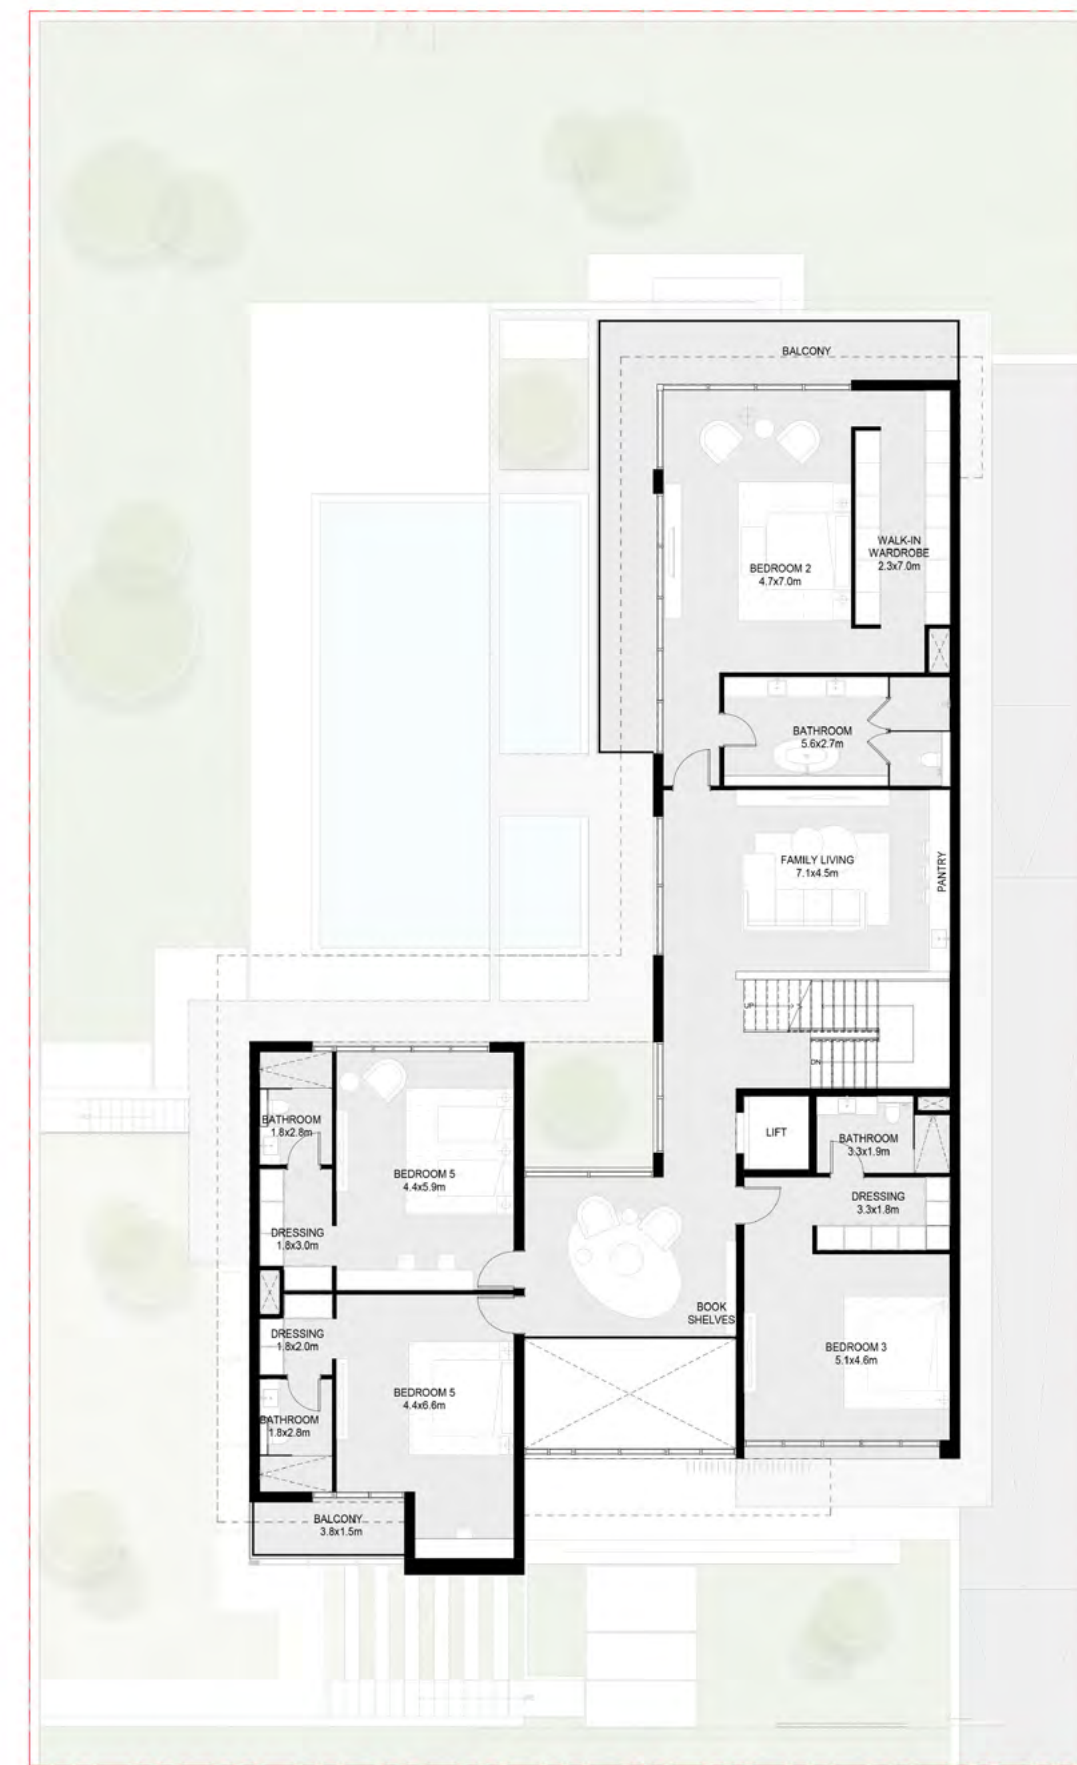 BALCONY
WALK-IN
WARDROBE
2.3x7.0m
BEDROOM 2
4.7x7.0m
BATHROOM
5.6x2.7m
FAMILY LIVING
7.1x4.5m
PANTRY
UP
DN
LIFT
BATHROOM
3.3x1.9m
DRESSING
3.3x1.8m
BATHROOM
1.8x2.8m
BEDROOM 5
4.4x5.9m
DRESSING
1.8x3.0m
BOOK
SHELVES
DRESSING
1.8x2.0m
BEDROOM 3
5.1x4.6m
BEDROOM 5
4.4x6.6m
BATHROOM
1.8x2.8m
BALCONY
3.8x1.5m